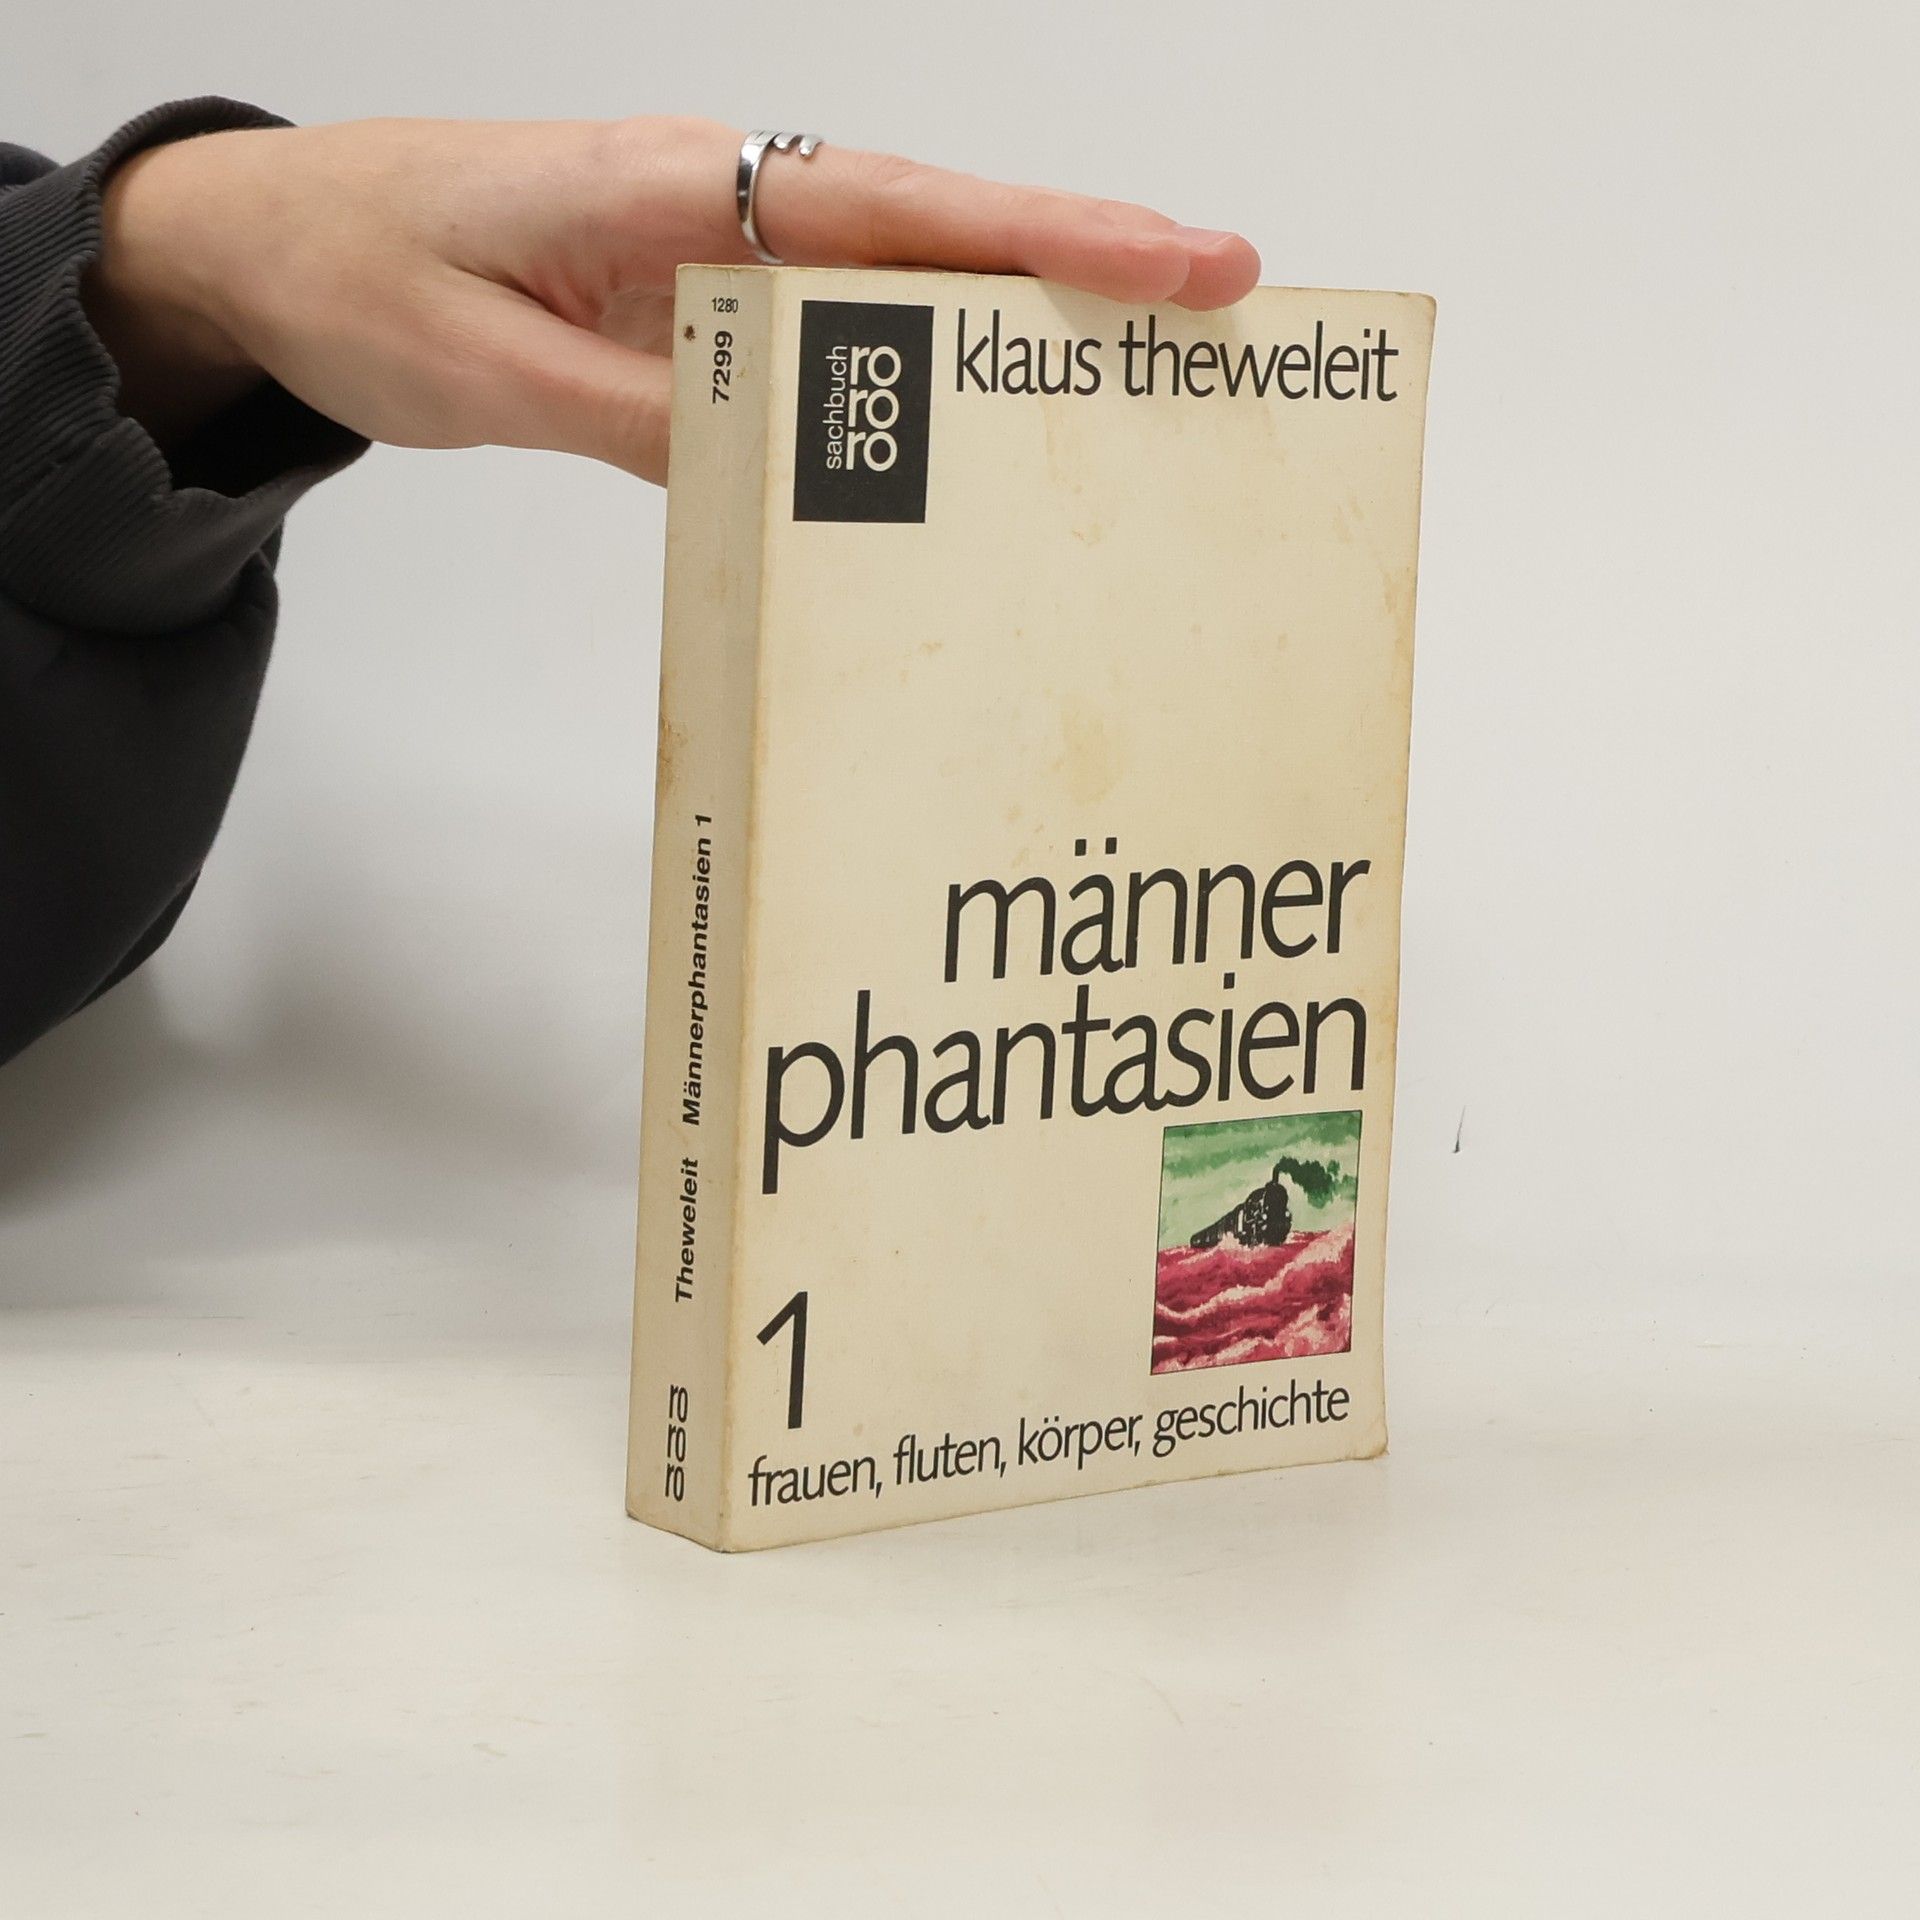 1280
7299
Theweleit Männerphantasien 1
rororo
sachbuch
rororo
klaus theweleit
männer
phantasien
1
frauen, fluten, körper, geschichte